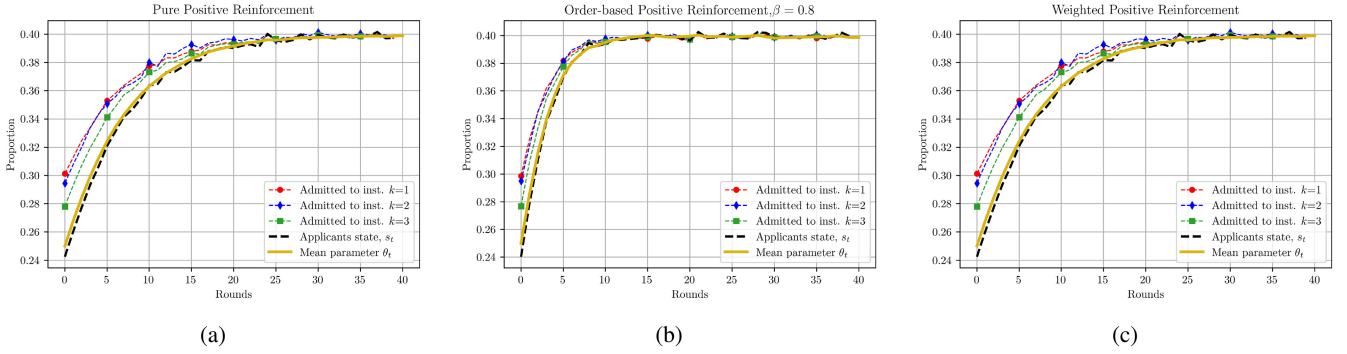 Pure Positive Reinforcement
Proportion
0.40
0.38
0.36
0.34
0.32
0.30
0.28
0.26
0.24
Admitted to inst. k=1
Admitted to inst. k=2
Admitted to inst. k=3
Applicants state, s_t
Mean parameter θ_t
0 5 10 15 20 25 30 35 40
Rounds
(a)
Order-based Positive Reinforcement,β = 0.8
Proportion
0.40
0.38
0.36
0.34
0.32
0.30
0.28
0.26
0.24
Admitted to inst. k=1
Admitted to inst. k=2
Admitted to inst. k=3
Applicants state, s_t
Mean parameter θ_t
0 5 10 15 20 25 30 35 40
Rounds
(b)
Weighted Positive Reinforcement
Proportion
0.40
0.38
0.36
0.34
0.32
0.30
0.28
0.26
0.24
Admitted to inst. k=1
Admitted to inst. k=2
Admitted to inst. k=3
Applicants state, s_t
Mean parameter θ_t
0 5 10 15 20 25 30 35 40
Rounds
(c)